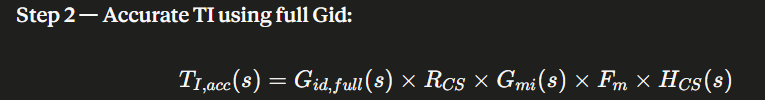 Step 2 — Accurate TI using full Gid:
T_{I,acc}(s) = G_{id,full}(s) × R_{CS} × G_{mi}(s) × F_m × H_{CS}(s)